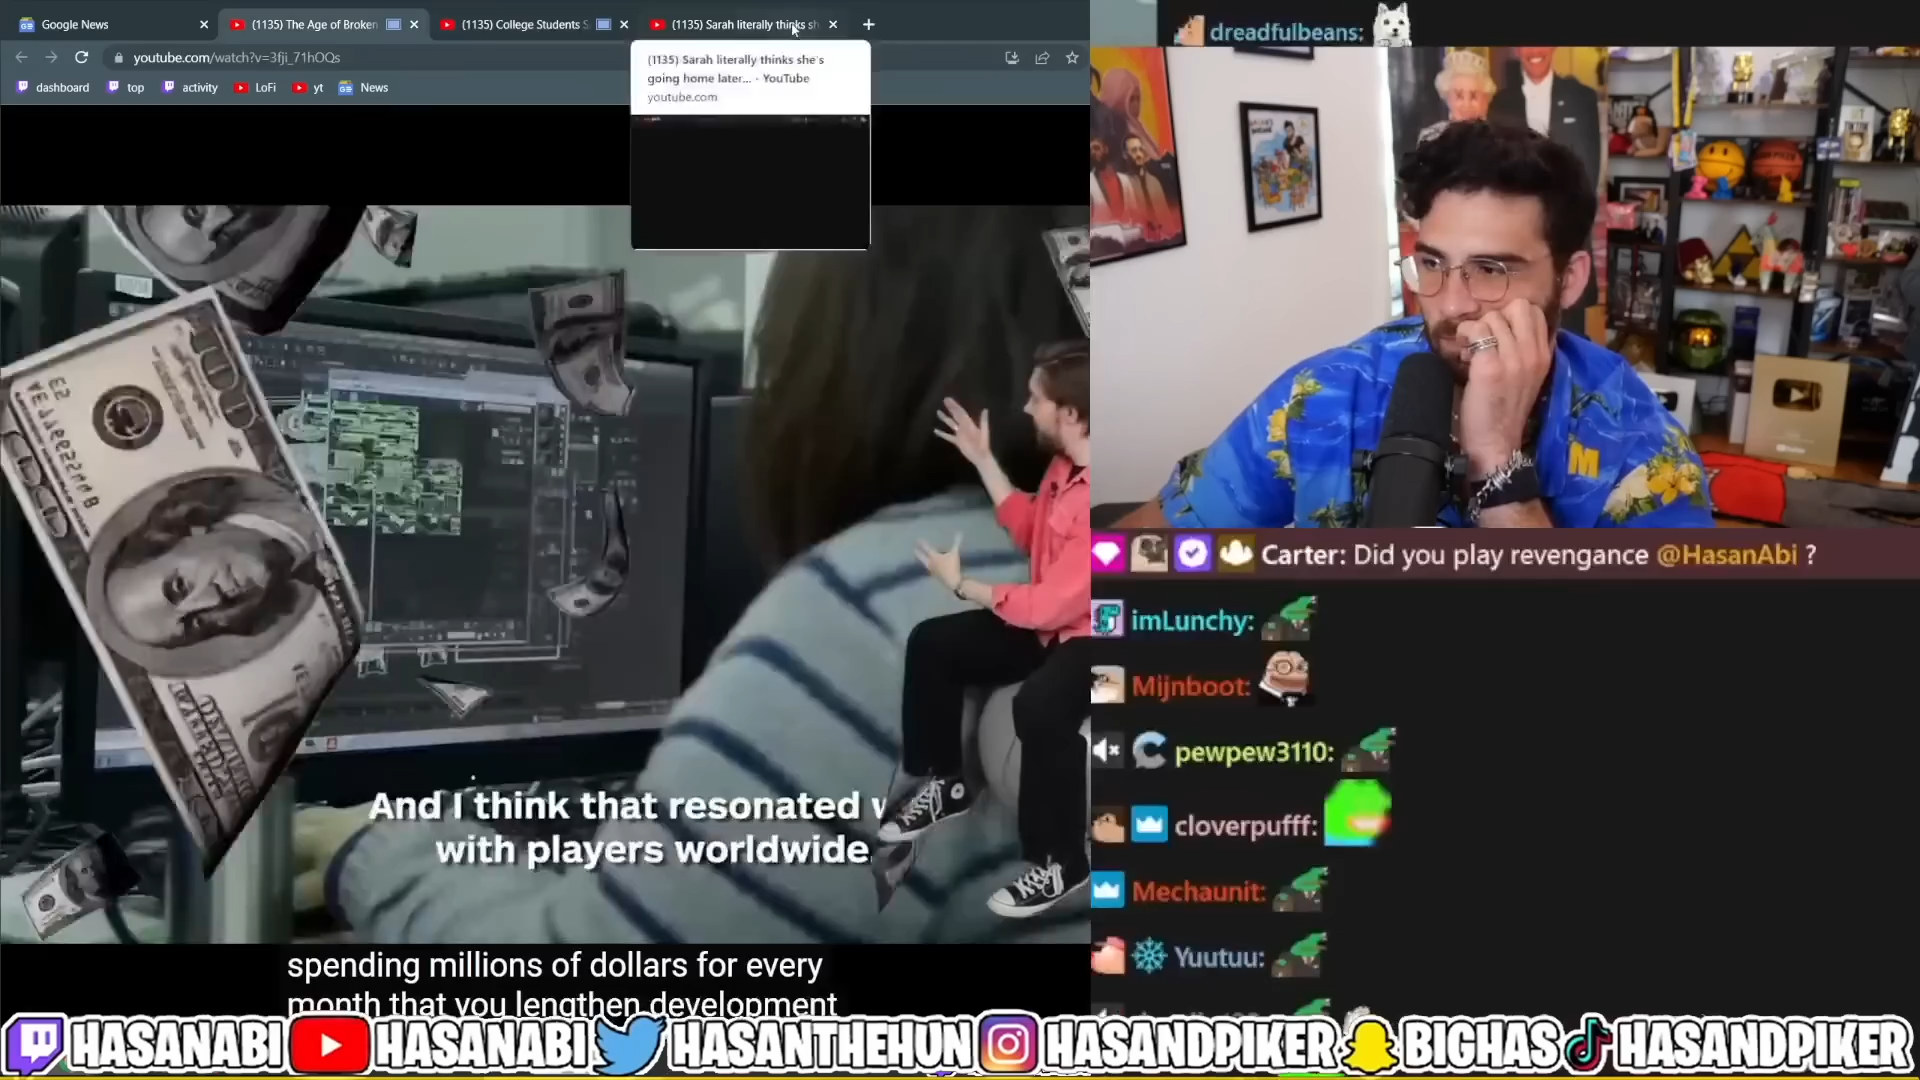 Google News
(1135) The Age of Broken
(1135) College Students S
(1135) Sarah literally thinks sh
youtube.com/watch?v=3fji_71hOQs
dashboard
top
activity
LoFi
yt
News
(1135) Sarah literally thinks she's
going home later... - YouTube
youtube.com
And I think that resonated w
with players worldwide.
spending millions of dollars for every
month that you lengthen development
dreadfulbeans:
Carter: Did you play revengance @HasanAbi ?
imLunchy:
Mijnboot:
pewpew3110:
cloverpufff:
Mechaunit:
Yuutuu:
HASANABI
HASANABI
HASANTHEHUN
HASANDPIKER
BIGHAS
HASANDPIKER